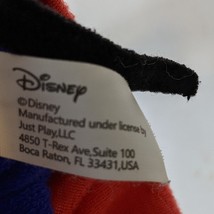 Disney
©Disney
Manufactured under license by
Just Play,LLC
4850 T-Rex Ave,Suite 100
Boca Raton, FL 33431,USA